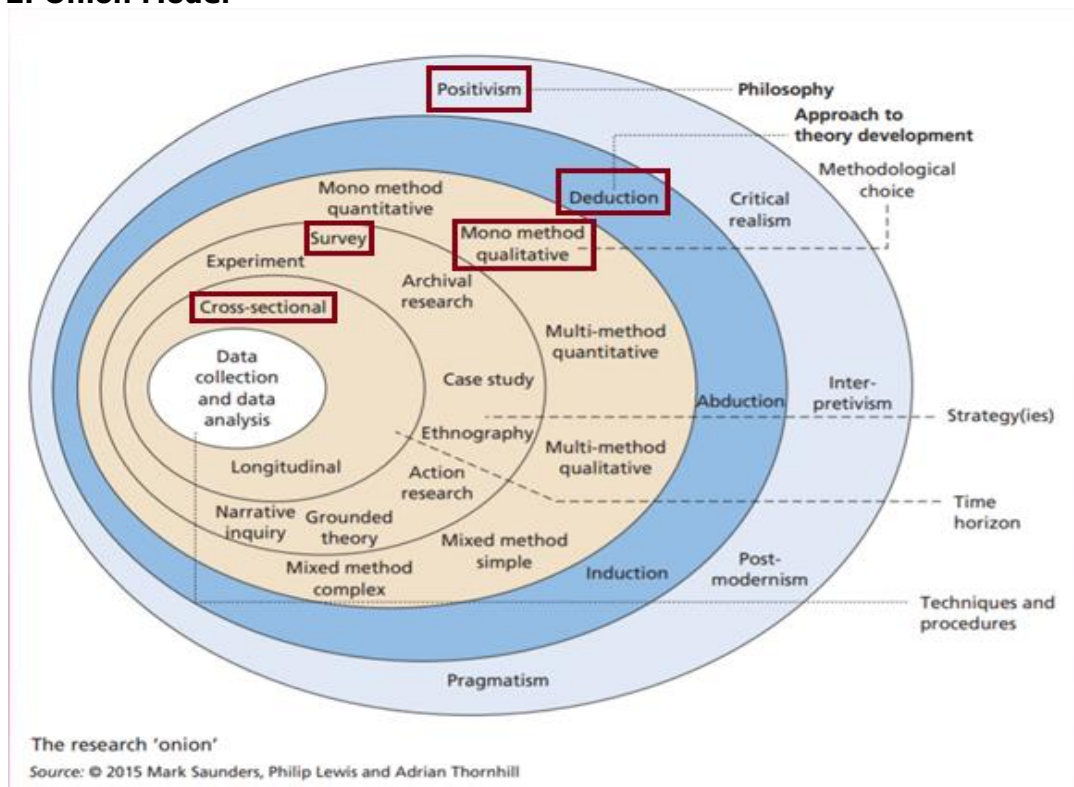 2. Onion Model
Positivism
Philosophy
Approach to
theory development
Methodological
choice
Mono method
quantitative
Deduction
Critical
realism
Survey
Mono method
qualitative
Experiment
Archival
research
Cross-sectional
Multi-method
quantitative
Data
collection
and data
analysis
Case study
Abduction
Inter-
pretivism
Strategy(ies)
Ethnography
Multi-method
qualitative
Longitudinal
Action
research
Time
horizon
Narrative
inquiry
Grounded
theory
Mixed method
simple
Mixed method
complex
Induction
Post-
modernism
Techniques and
procedures
Pragmatism
The research 'onion'
Source: © 2015 Mark Saunders, Philip Lewis and Adrian Thornhill